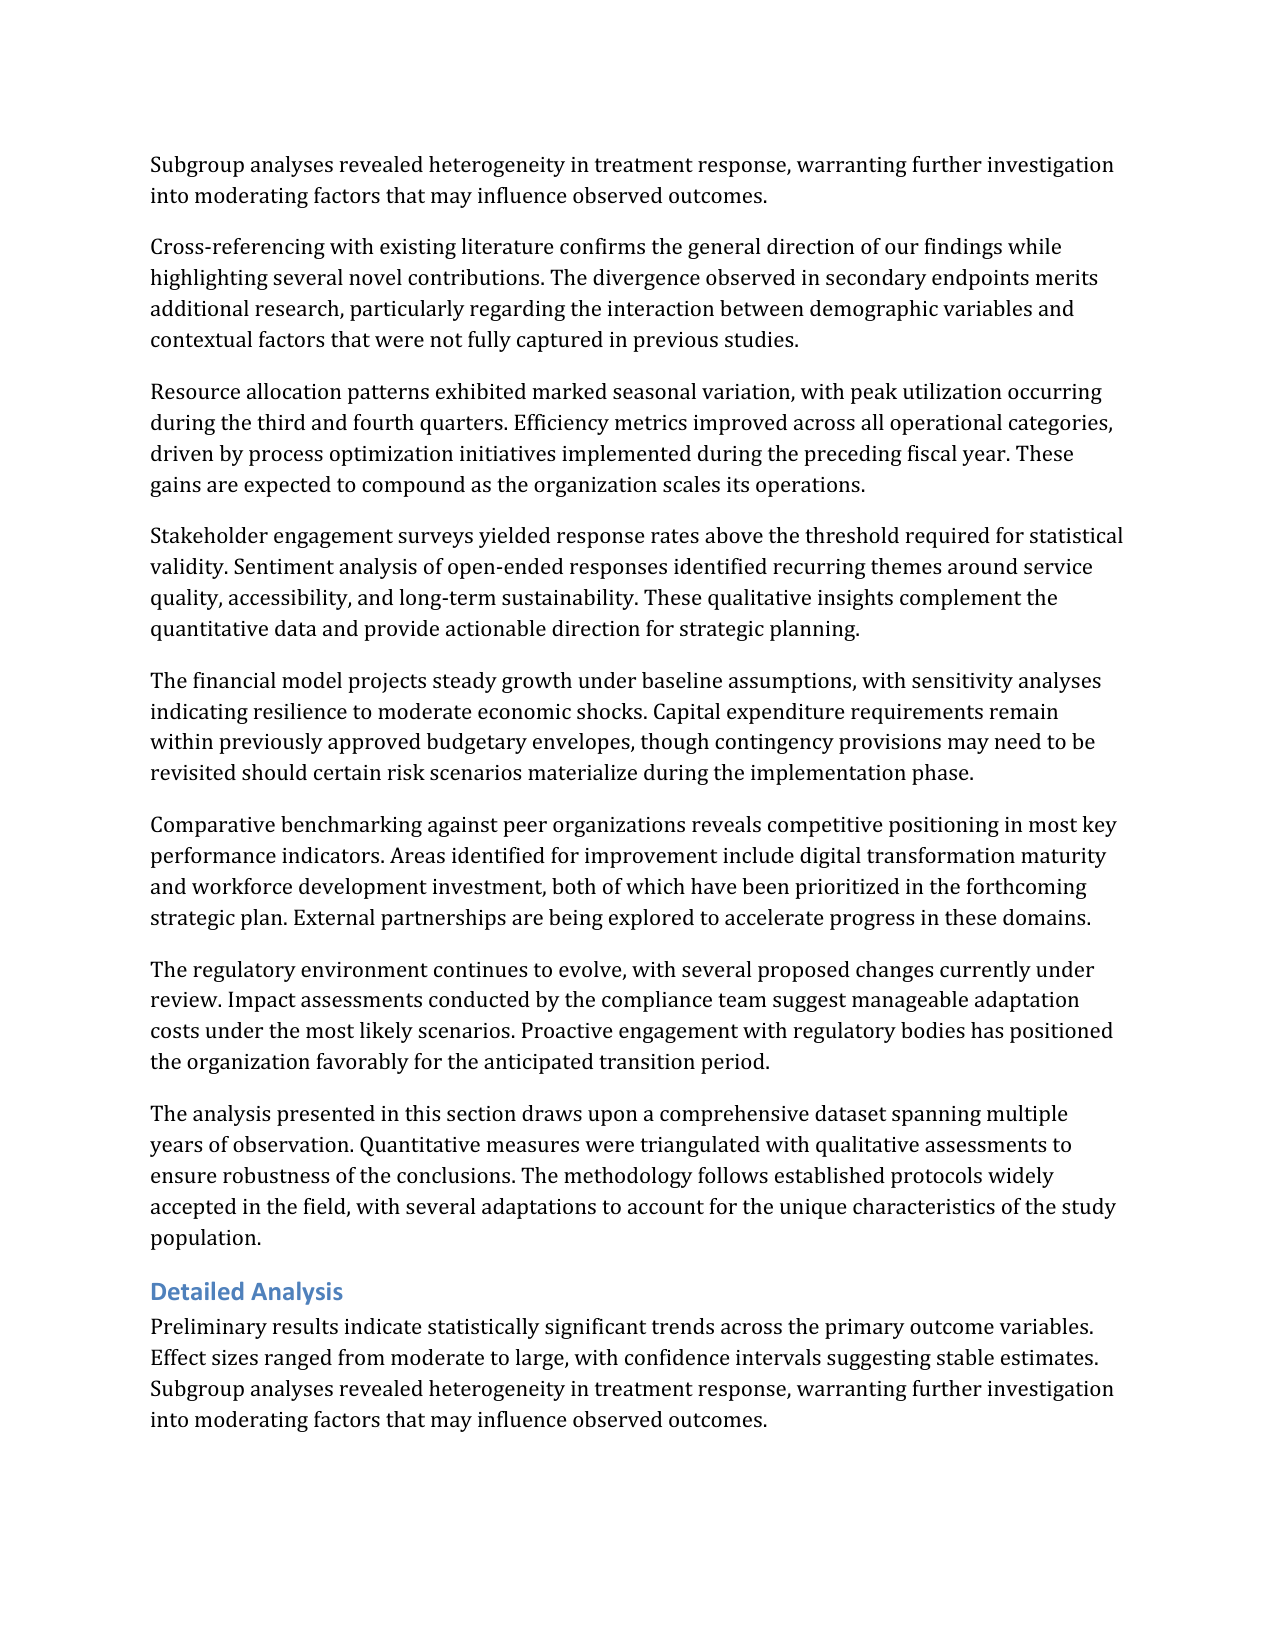 Subgroup analyses revealed heterogeneity in treatment response, warranting further investigation
into moderating factors that may influence observed outcomes.
Cross-referencing with existing literature confirms the general direction of our findings while
highlighting several novel contributions. The divergence observed in secondary endpoints merits
additional research, particularly regarding the interaction between demographic variables and
contextual factors that were not fully captured in previous studies.
Resource allocation patterns exhibited marked seasonal variation, with peak utilization occurring
during the third and fourth quarters. Efficiency metrics improved across all operational categories,
driven by process optimization initiatives implemented during the preceding fiscal year. These
gains are expected to compound as the organization scales its operations.
Stakeholder engagement surveys yielded response rates above the threshold required for statistical
validity. Sentiment analysis of open-ended responses identified recurring themes around service
quality, accessibility, and long-term sustainability. These qualitative insights complement the
quantitative data and provide actionable direction for strategic planning.
The financial model projects steady growth under baseline assumptions, with sensitivity analyses
indicating resilience to moderate economic shocks. Capital expenditure requirements remain
within previously approved budgetary envelopes, though contingency provisions may need to be
revisited should certain risk scenarios materialize during the implementation phase.
Comparative benchmarking against peer organizations reveals competitive positioning in most key
performance indicators. Areas identified for improvement include digital transformation maturity
and workforce development investment, both of which have been prioritized in the forthcoming
strategic plan. External partnerships are being explored to accelerate progress in these domains.
The regulatory environment continues to evolve, with several proposed changes currently under
review. Impact assessments conducted by the compliance team suggest manageable adaptation
costs under the most likely scenarios. Proactive engagement with regulatory bodies has positioned
the organization favorably for the anticipated transition period.
The analysis presented in this section draws upon a comprehensive dataset spanning multiple
years of observation. Quantitative measures were triangulated with qualitative assessments to
ensure robustness of the conclusions. The methodology follows established protocols widely
accepted in the field, with several adaptations to account for the unique characteristics of the study
population.
Detailed Analysis
Preliminary results indicate statistically significant trends across the primary outcome variables.
Effect sizes ranged from moderate to large, with confidence intervals suggesting stable estimates.
Subgroup analyses revealed heterogeneity in treatment response, warranting further investigation
into moderating factors that may influence observed outcomes.